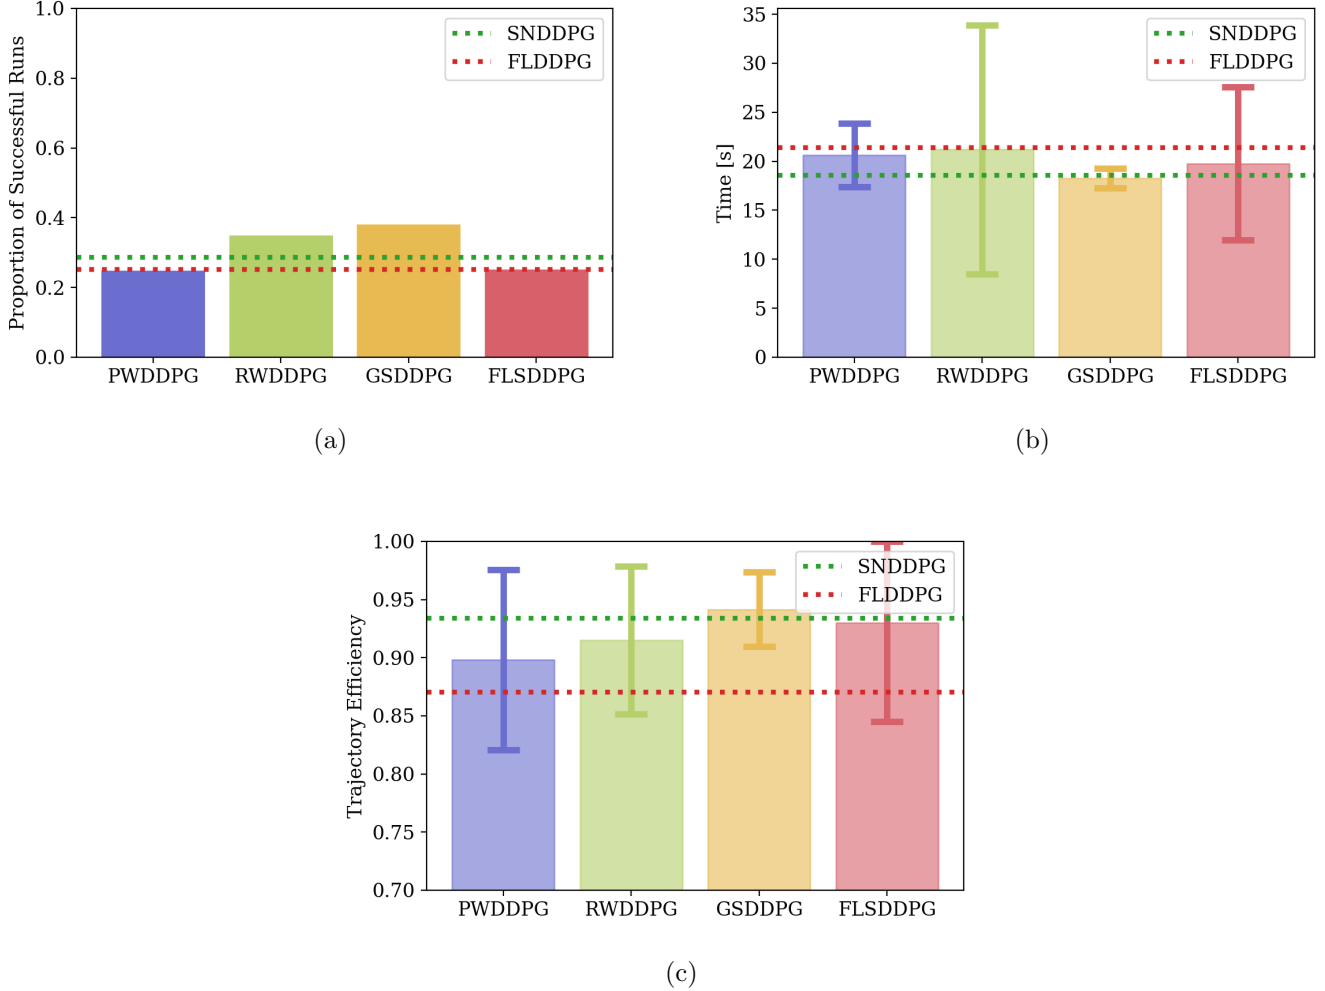 Proportion of Successful Runs
1.0
0.8
0.6
0.4
0.2
0.0
SNDDPG
FLDDPG
PWDDPG RWDDPG GSDDPG FLSDDPG
(a)
Time [s]
35
30
25
20
15
10
5
0
SNDDPG
FLDDPG
PWDDPG RWDDPG GSDDPG FLSDDPG
(b)
Trajectory Efficiency
1.00
0.95
0.90
0.85
0.80
0.75
0.70
SNDDPG
FLDDPG
PWDDPG RWDDPG GSDDPG FLSDDPG
(c)